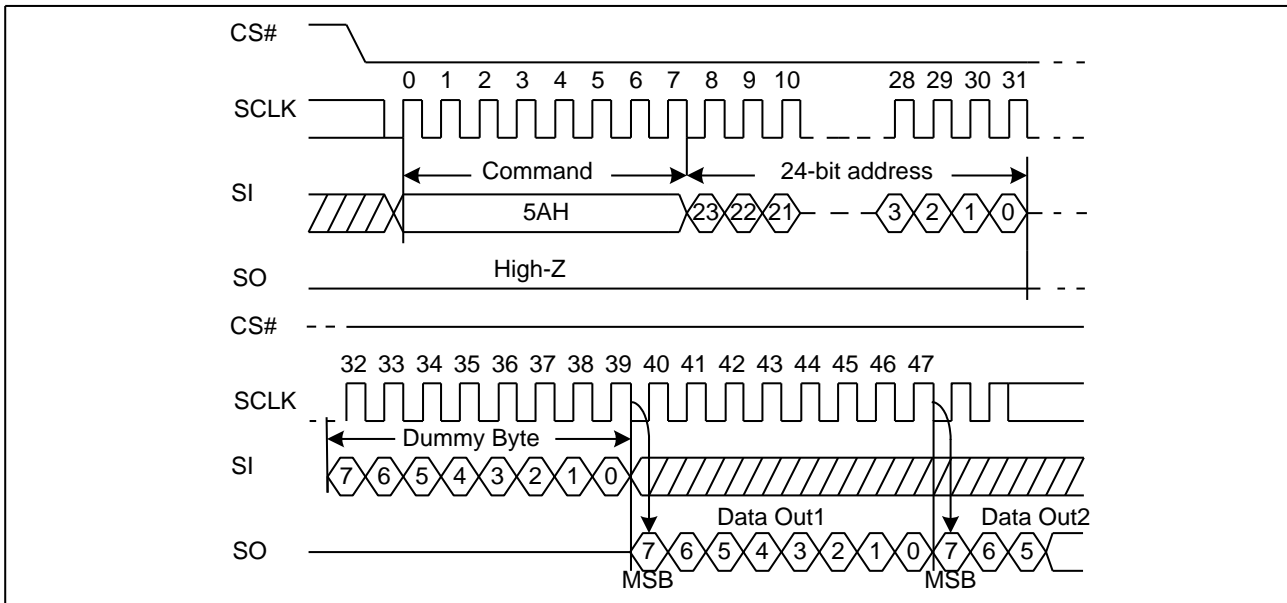 CS#
0 1 2 3 4 5 6 7 8 9 10 28 29 30 31
SCLK
Command 24-bit address
SI
5AH 23 22 21 3 2 1 0
High-Z
SO
CS#
32 33 34 35 36 37 38 39 40 41 42 43 44 45 46 47
SCLK
Dummy Byte
SI
7 6 5 4 3 2 1 0
Data Out1 Data Out2
SO
7 6 5 4 3 2 1 0 7 6 5
MSB MSB